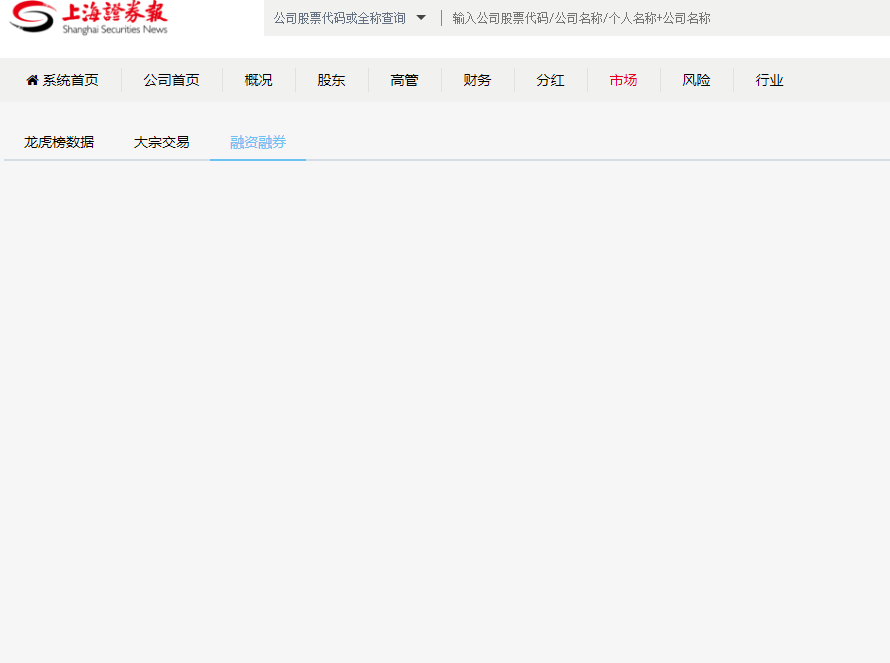 上海證券報
Shanghai Securities News
公司股票代码或全称查询 输入公司股票代码/公司名称/个人名称+公司名称
系统首页 公司首页 概况 股东 高管 财务 分红 市场 风险 行业
龙虎榜数据 大宗交易 融资融券